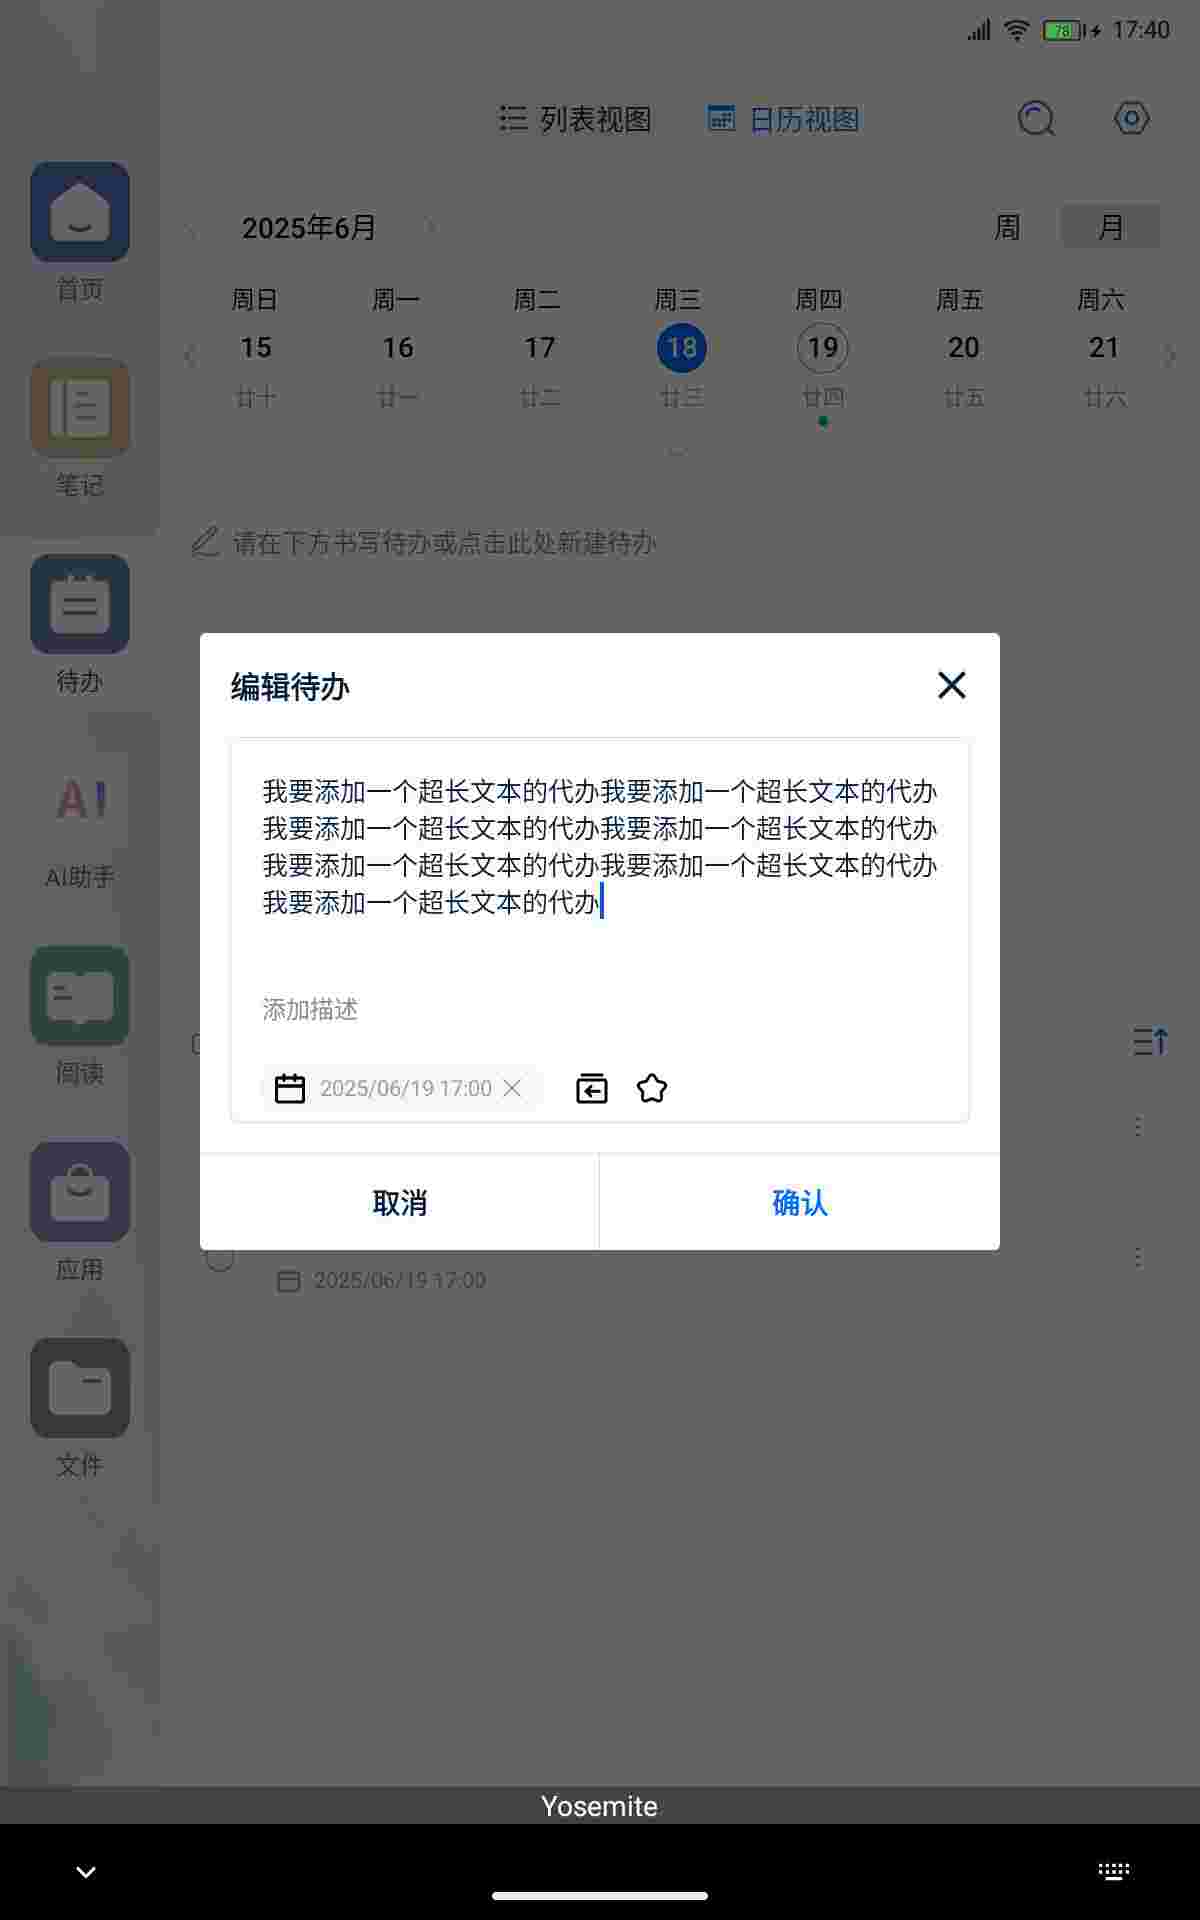 78 17:40
列表视图 日历视图
2025年6月 周 月
周日 周一 周二 周三 周四 周五 周六
15 16 17 18 19 20 21
廿十 廿一 廿二 廿三 廿四 廿五 廿六
请在下方书写待办或点击此处新建待办
首页
笔记
待办
AI
AI助手
阅读
应用
文件
编辑待办
我要添加一个超长文本的代办我要添加一个超长文本的代办
我要添加一个超长文本的代办我要添加一个超长文本的代办
我要添加一个超长文本的代办我要添加一个超长文本的代办
我要添加一个超长文本的代办
添加描述
2025/06/19 17:00
取消 确认
2025/06/19 17:00
Yosemite